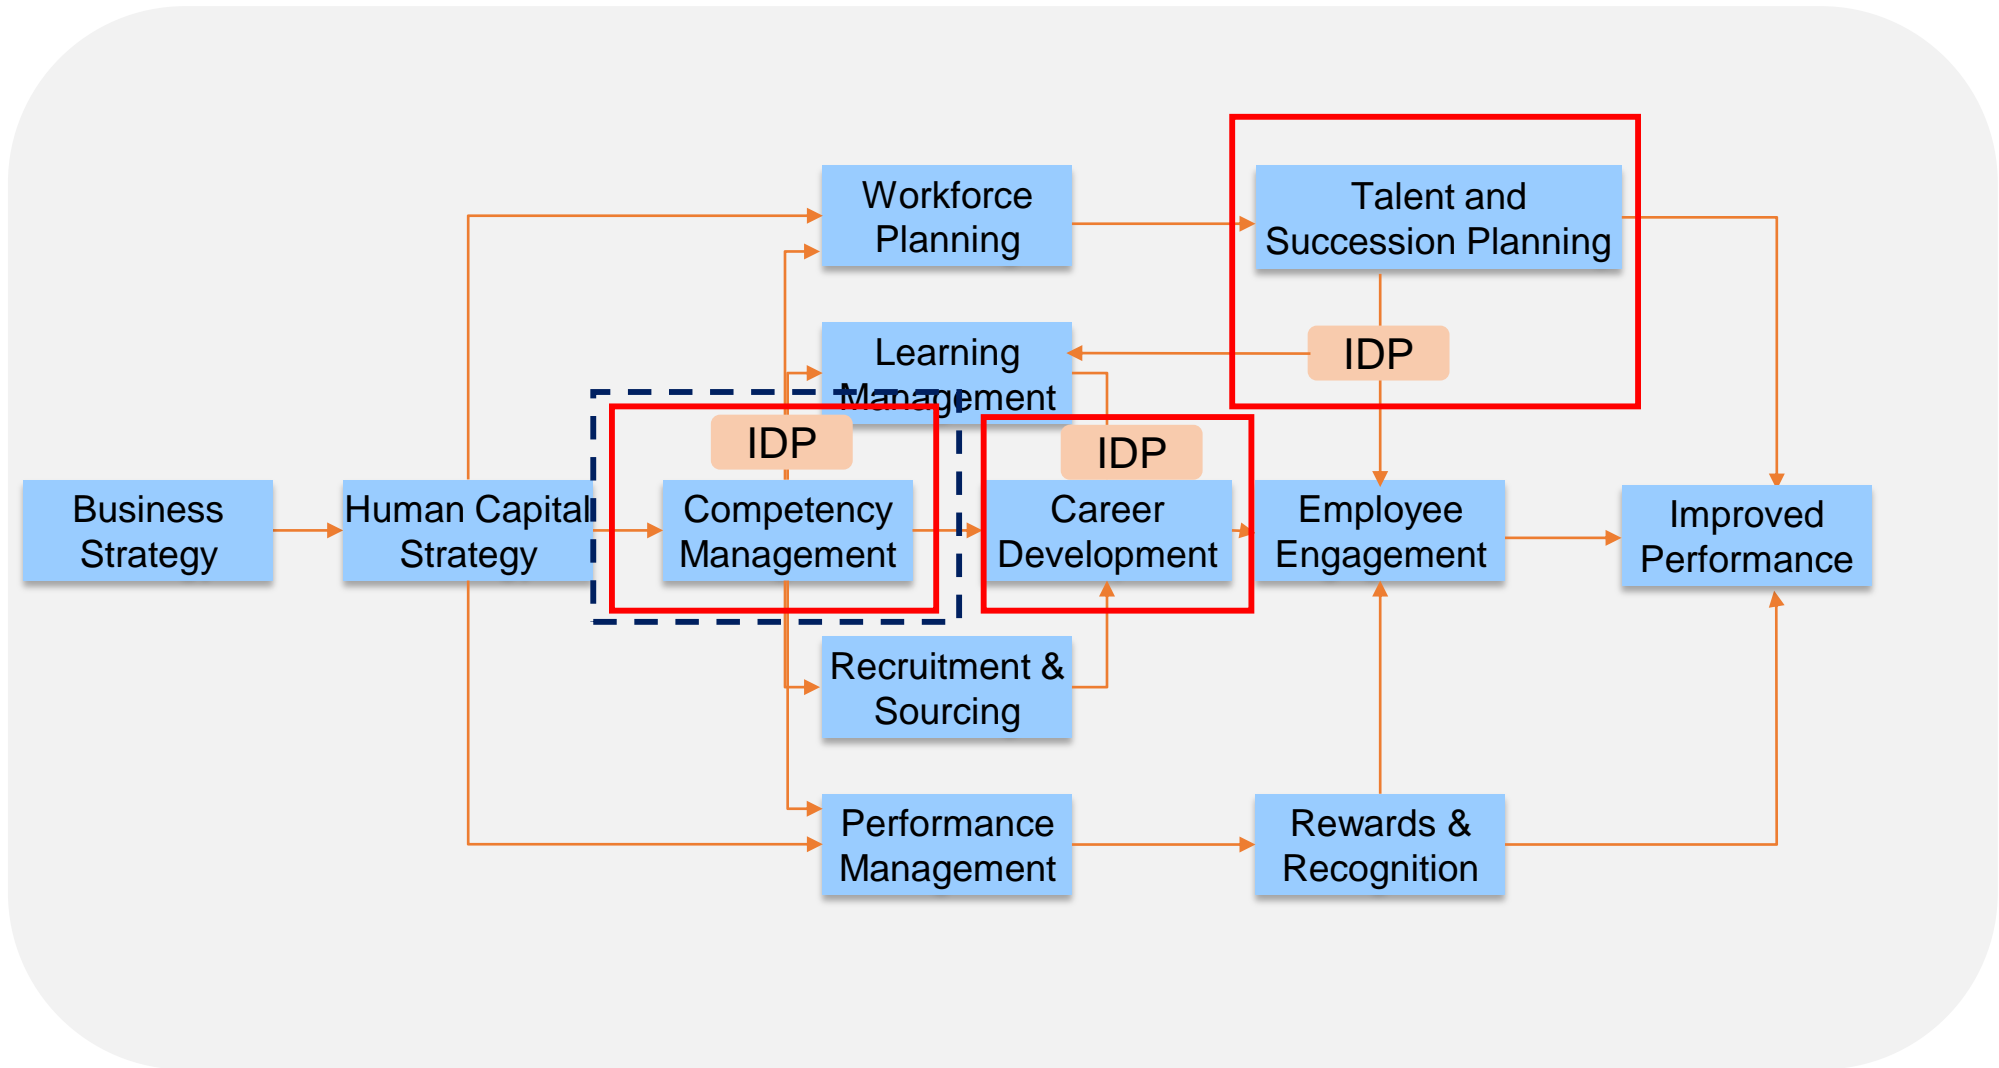 Workforce
Planning
Talent and
Succession Planning
Learning
Management
IDP
IDP
IDP
Business
Strategy
Human Capital
Strategy
Competency
Management
Career
Development
Employee
Engagement
Improved
Performance
Recruitment &
Sourcing
Performance
Management
Rewards &
Recognition